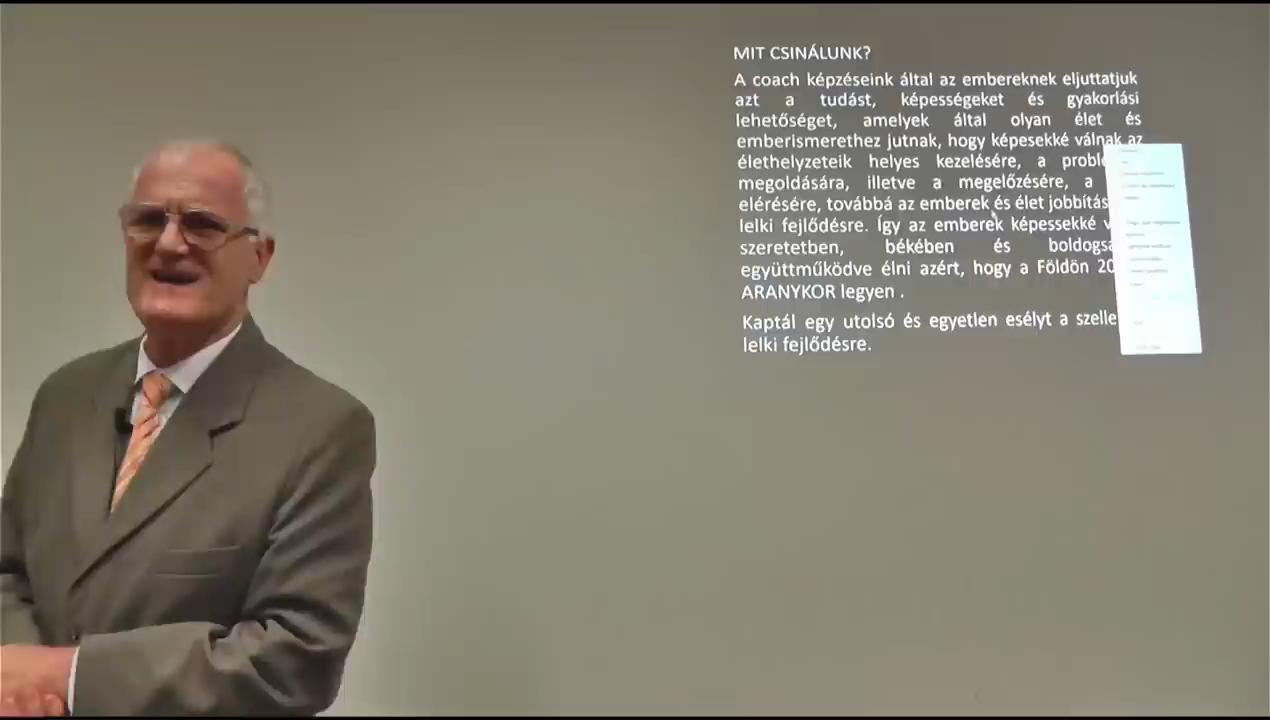 MIT CSINÁLUNK?
A coach képzéseink által az embereknek eljuttatjuk
azt a tudást, képességeket és gyakorlási
lehetőséget, amelyek által olyan élet és
emberismerethez jutnak, hogy képesekké válnak az
élethelyzeteik helyes kezelésére, a
megoldására, illetve a megelőzésére, a
elérésére, továbbá az emberek és élet
lelki fejlődésre. Így az emberek képessekké
szeretetben, békében és
együttműködve élni azért, hogy a Földön
ARANYKOR legyen .
Kaptál egy utolsó és egyetlen esélyt a
lelki fejlődésre.